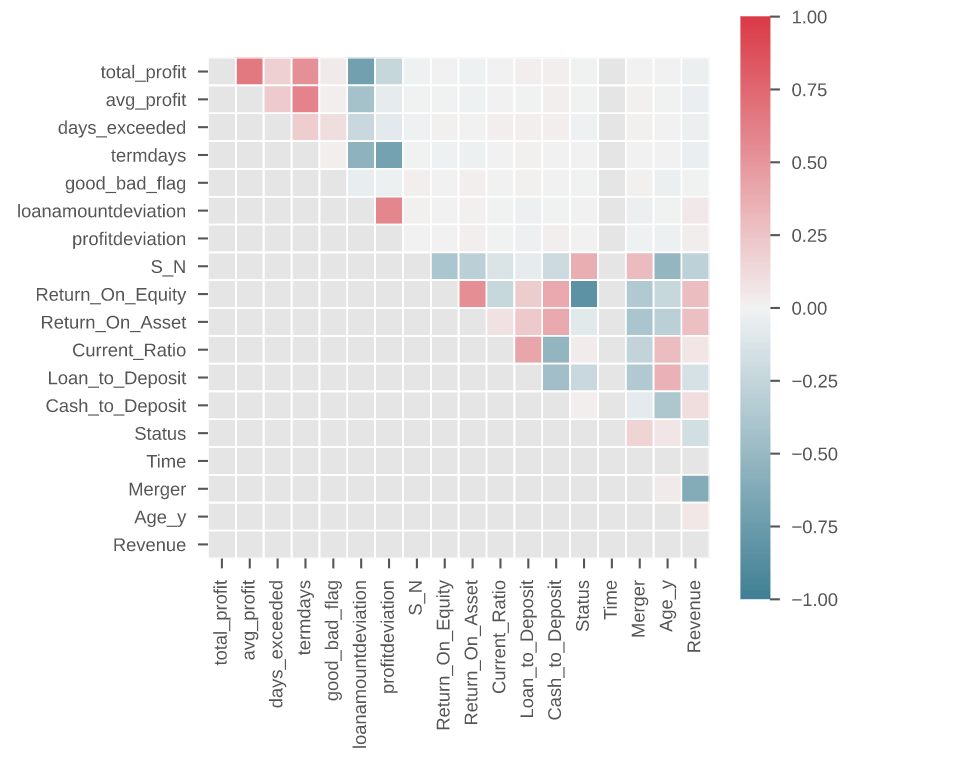 1.00
total_profit
avg_profit
days_exceeded
termdays
good_bad_flag
loanamountdeviation
profitdeviation
S_N
Return_On_Equity
Return_On_Asset
Current_Ratio
Loan_to_Deposit
Cash_to_Deposit
Status
Time
Merger
Age_y
Revenue
0.75
0.50
0.25
0.00
−0.25
−0.50
−0.75
−1.00
total_profit
avg_profit
days_exceeded
termdays
good_bad_flag
loanamountdeviation
profitdeviation
S_N
Return_On_Equity
Return_On_Asset
Current_Ratio
Loan_to_Deposit
Cash_to_Deposit
Status
Time
Merger
Age_y
Revenue